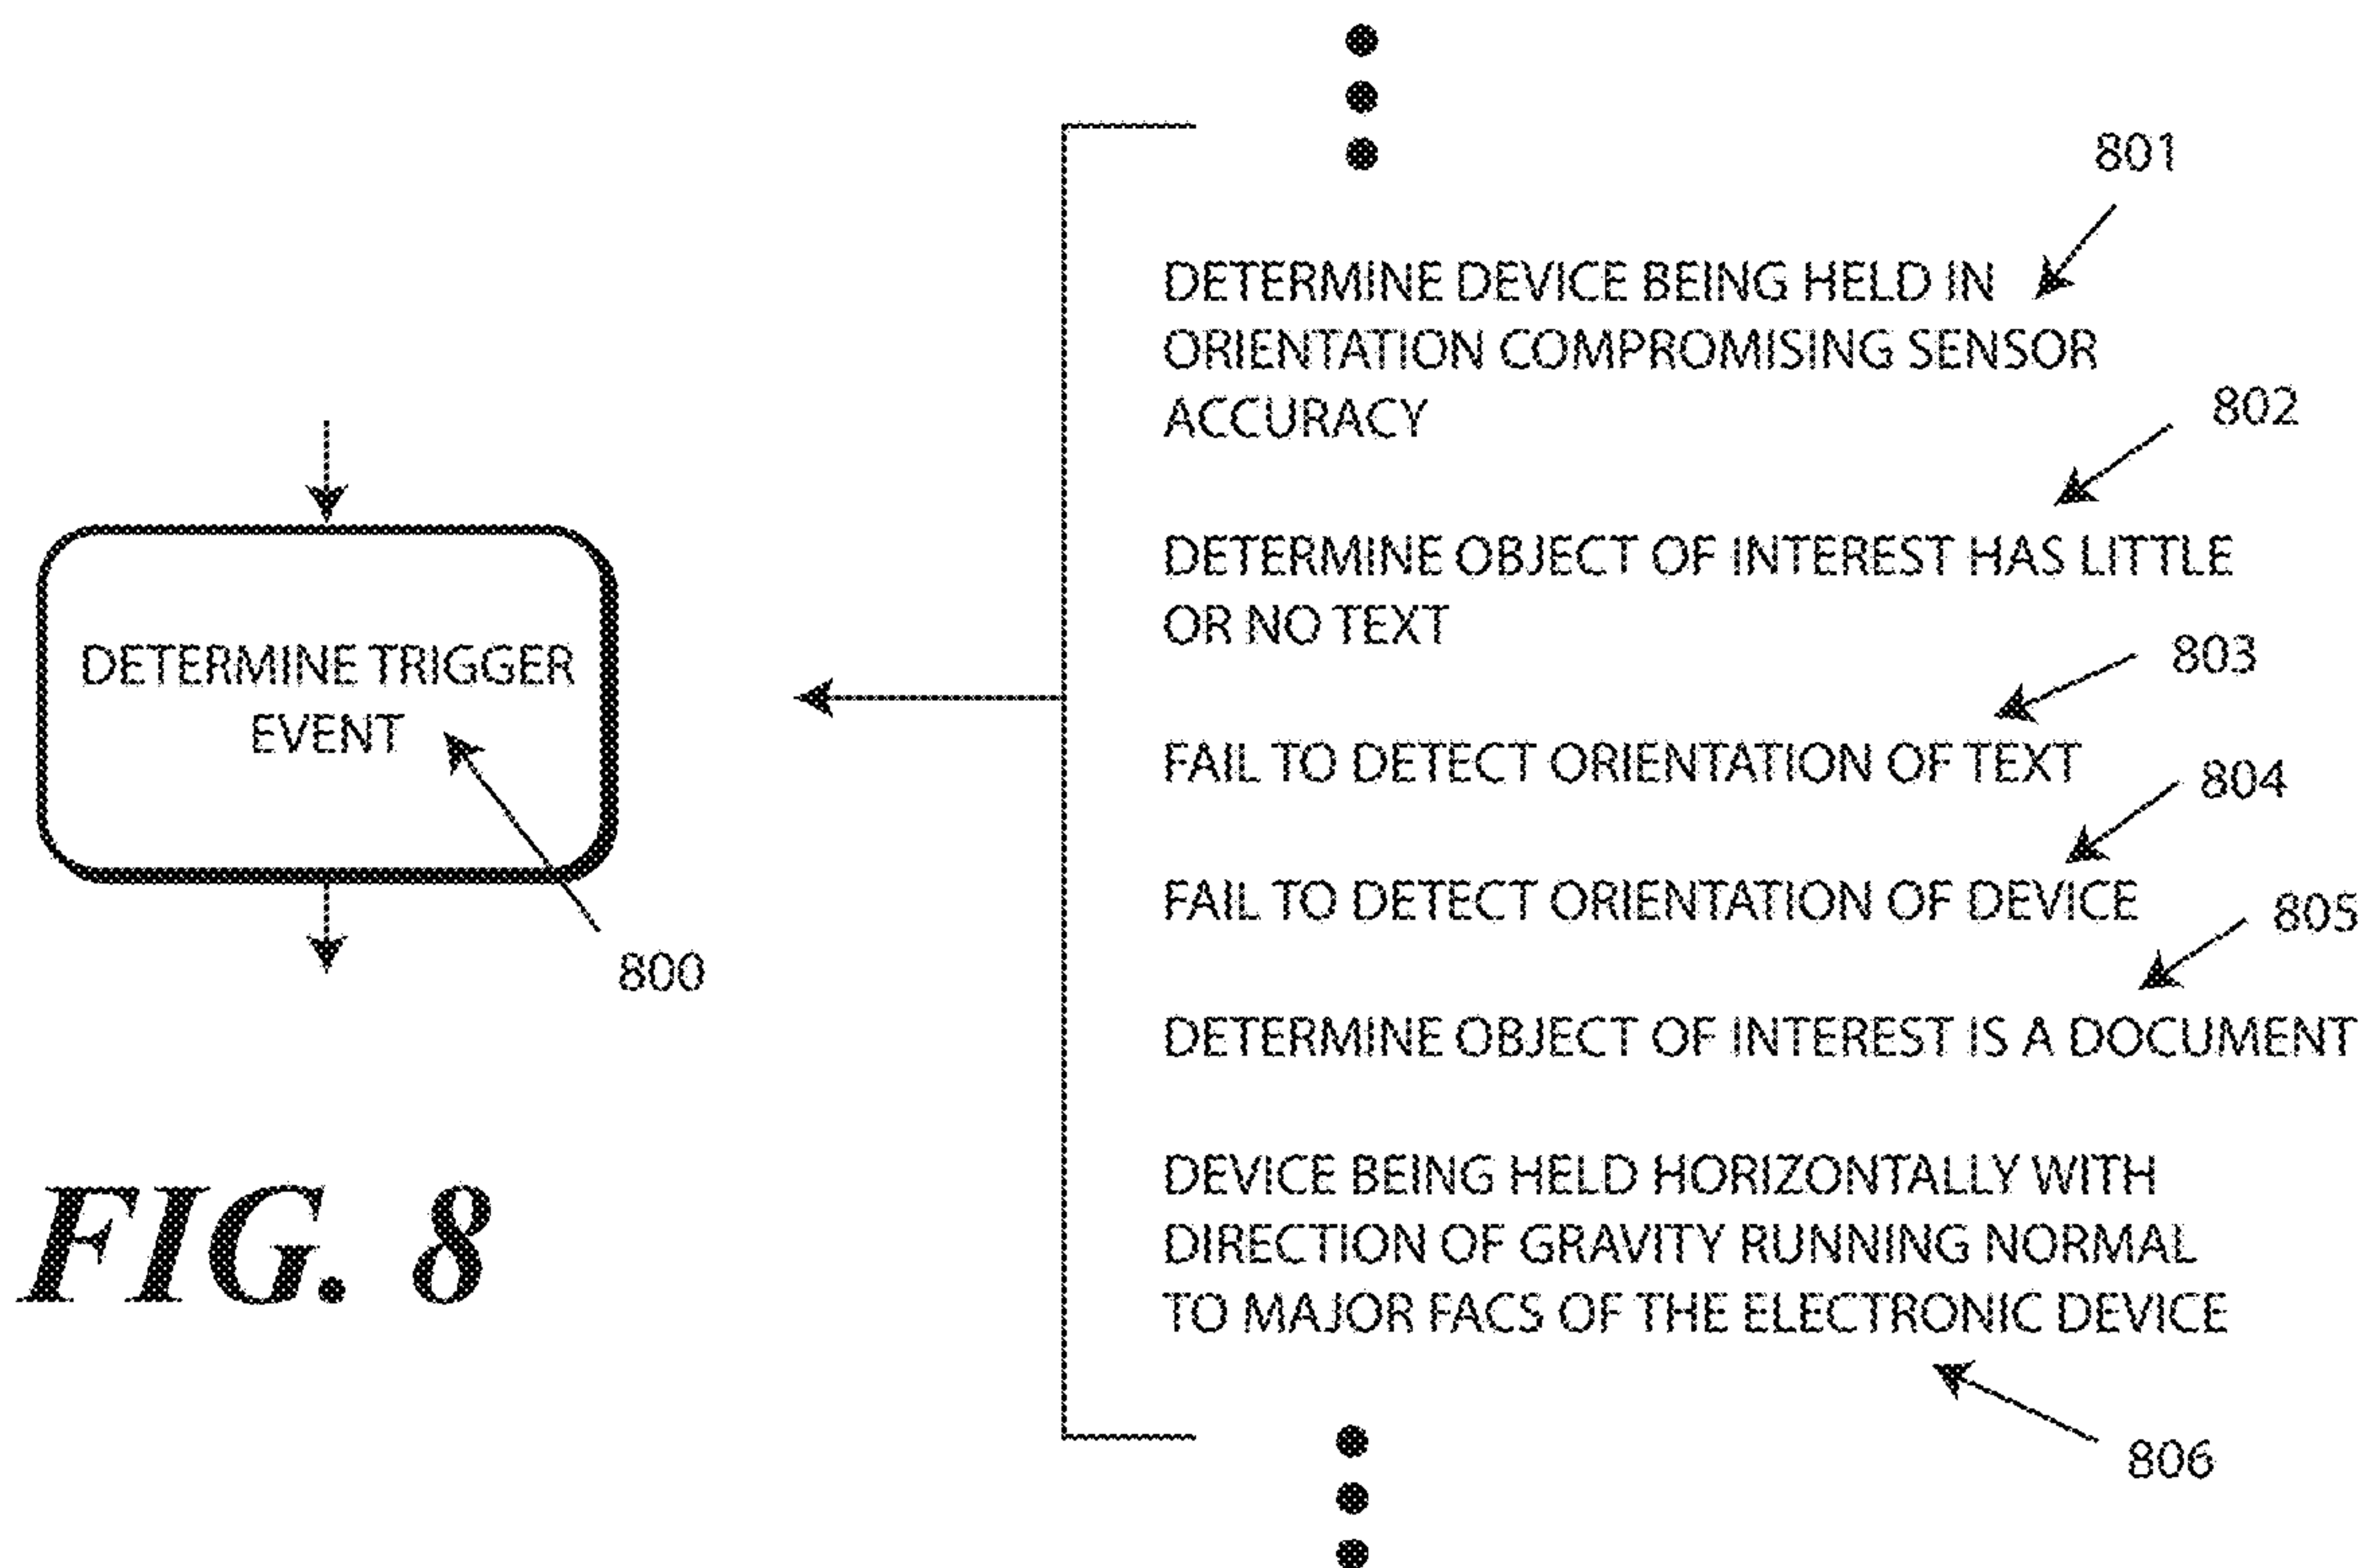 801
DETERMINE DEVICE BEING HELD IN
ORIENTATION COMPROMISING SENSOR
ACCURACY
802
DETERMINE OBJECT OF INTEREST HAS LITTLE
OR NO TEXT
803
FAIL TO DETECT ORIENTATION OF TEXT
804
FAIL TO DETECT ORIENTATION OF DEVICE
805
DETERMINE OBJECT OF INTEREST IS A DOCUMENT
DEVICE BEING HELD HORIZONTALLY WITH
DIRECTION OF GRAVITY RUNNING NORMAL
TO MAJOR FACS OF THE ELECTRONIC DEVICE
806
DETERMINE TRIGGER
EVENT
800
FIG. 8